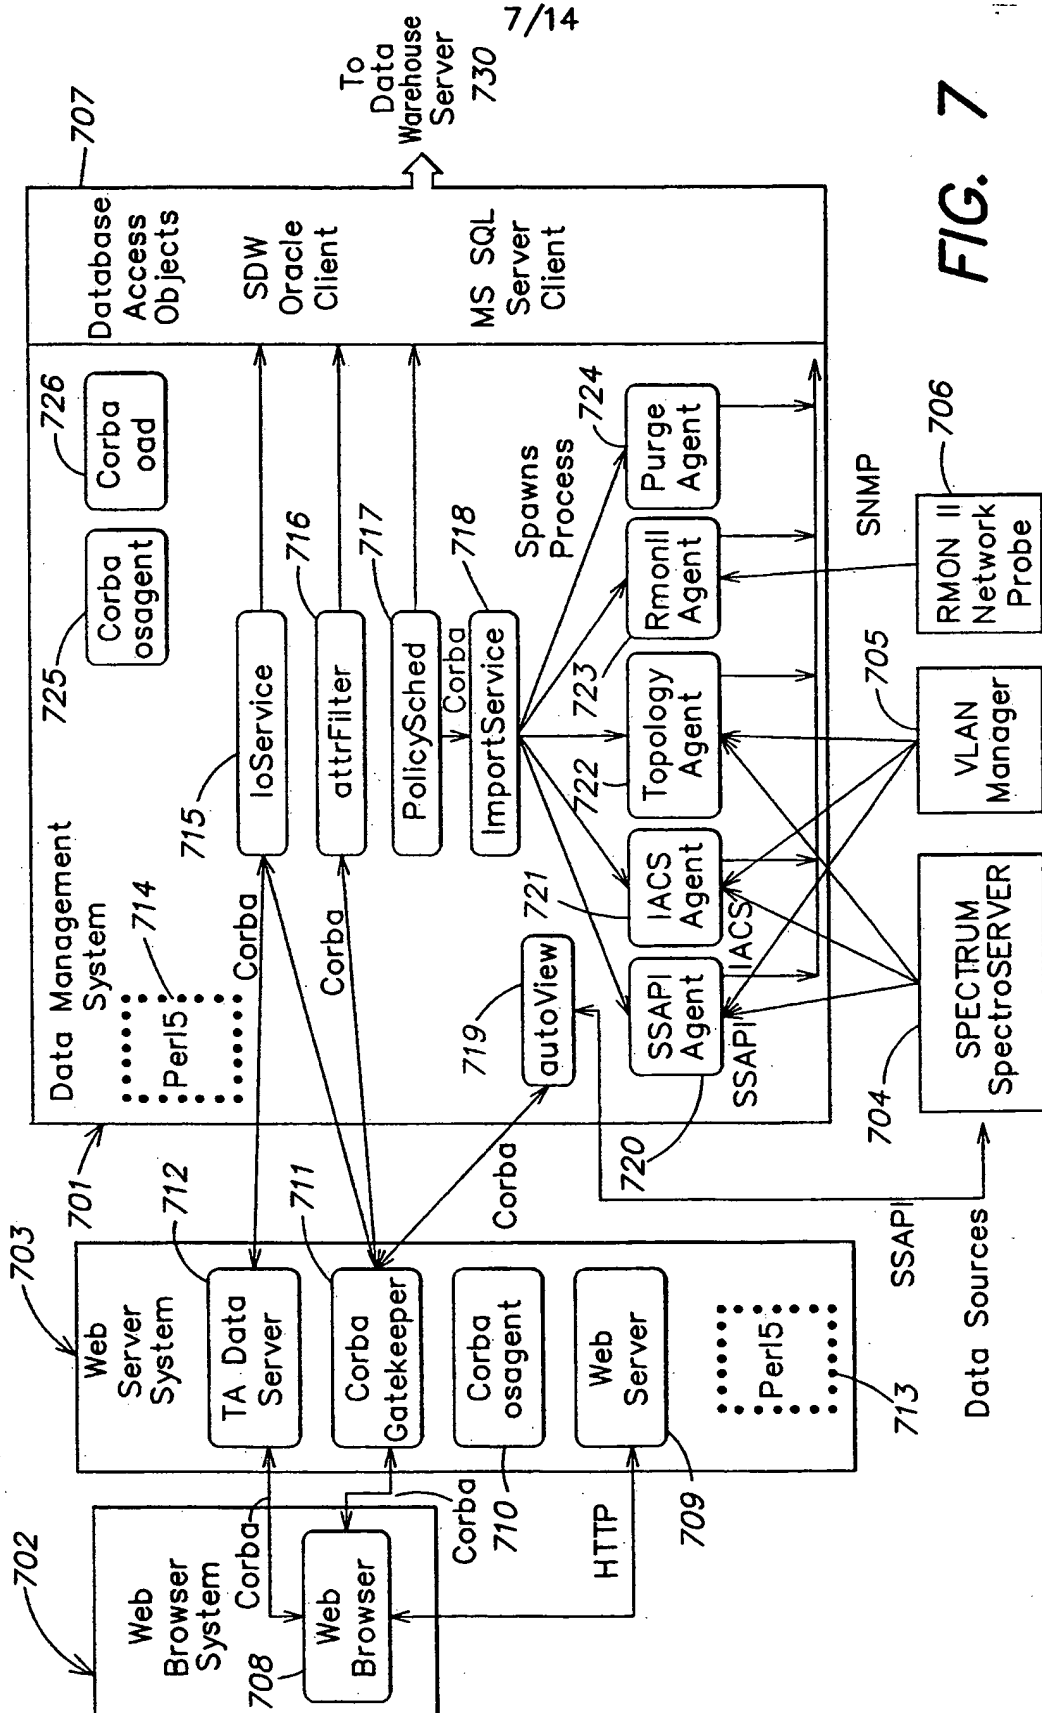 7/14
702
Web
Browser
System
Corba
708
Web
Browser
Corba
HTTP
703
Web
Server
System
712
TA Data
Server
711
Corba
Gatekeeper
Corba
osagent
710
Web
Server
709
Perl5
713
701
Data Management
System
714
Perl5
Corba
Corba
Corba
725
Corba
osagent
726
Corba
oad
715
IoService
716
attrFilter
717
PolicySched
Corba
718
ImportService
719
autoView
Spawns
Process
720
SSAPI
Agent
721
IACS
Agent
722
Topology
Agent
723
RmonII
Agent
724
Purge
Agent
SSAPI
IACS
SNMP
707
Database
Access
Objects
SDW
Oracle
Client
MS SQL
Server
Client
To
Data
Warehouse
Server
730
SSAPI
Data Sources
704
SPECTRUM
SpectroSERVER
705
VLAN
Manager
706
RMON II
Network
Probe
FIG. 7